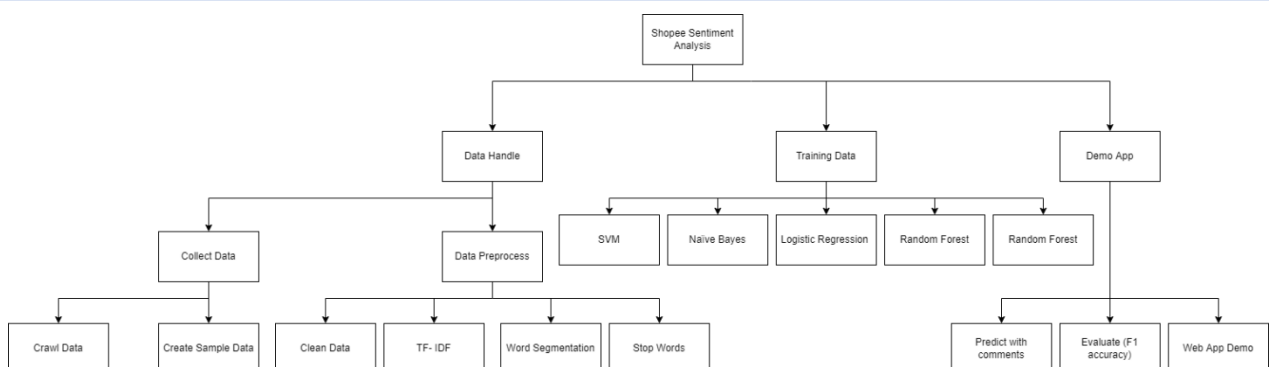 Shopee Sentiment
Analysis
Data Handle
Training Data
Demo App
SVM
Naïve Bayes
Logistic Regression
Random Forest
Random Forest
Collect Data
Data Preprocess
Crawl Data
Create Sample Data
Clean Data
TF- IDF
Word Segmentation
Stop Words
Predict with
comments
Evaluate (F1
accuracy)
Web App Demo